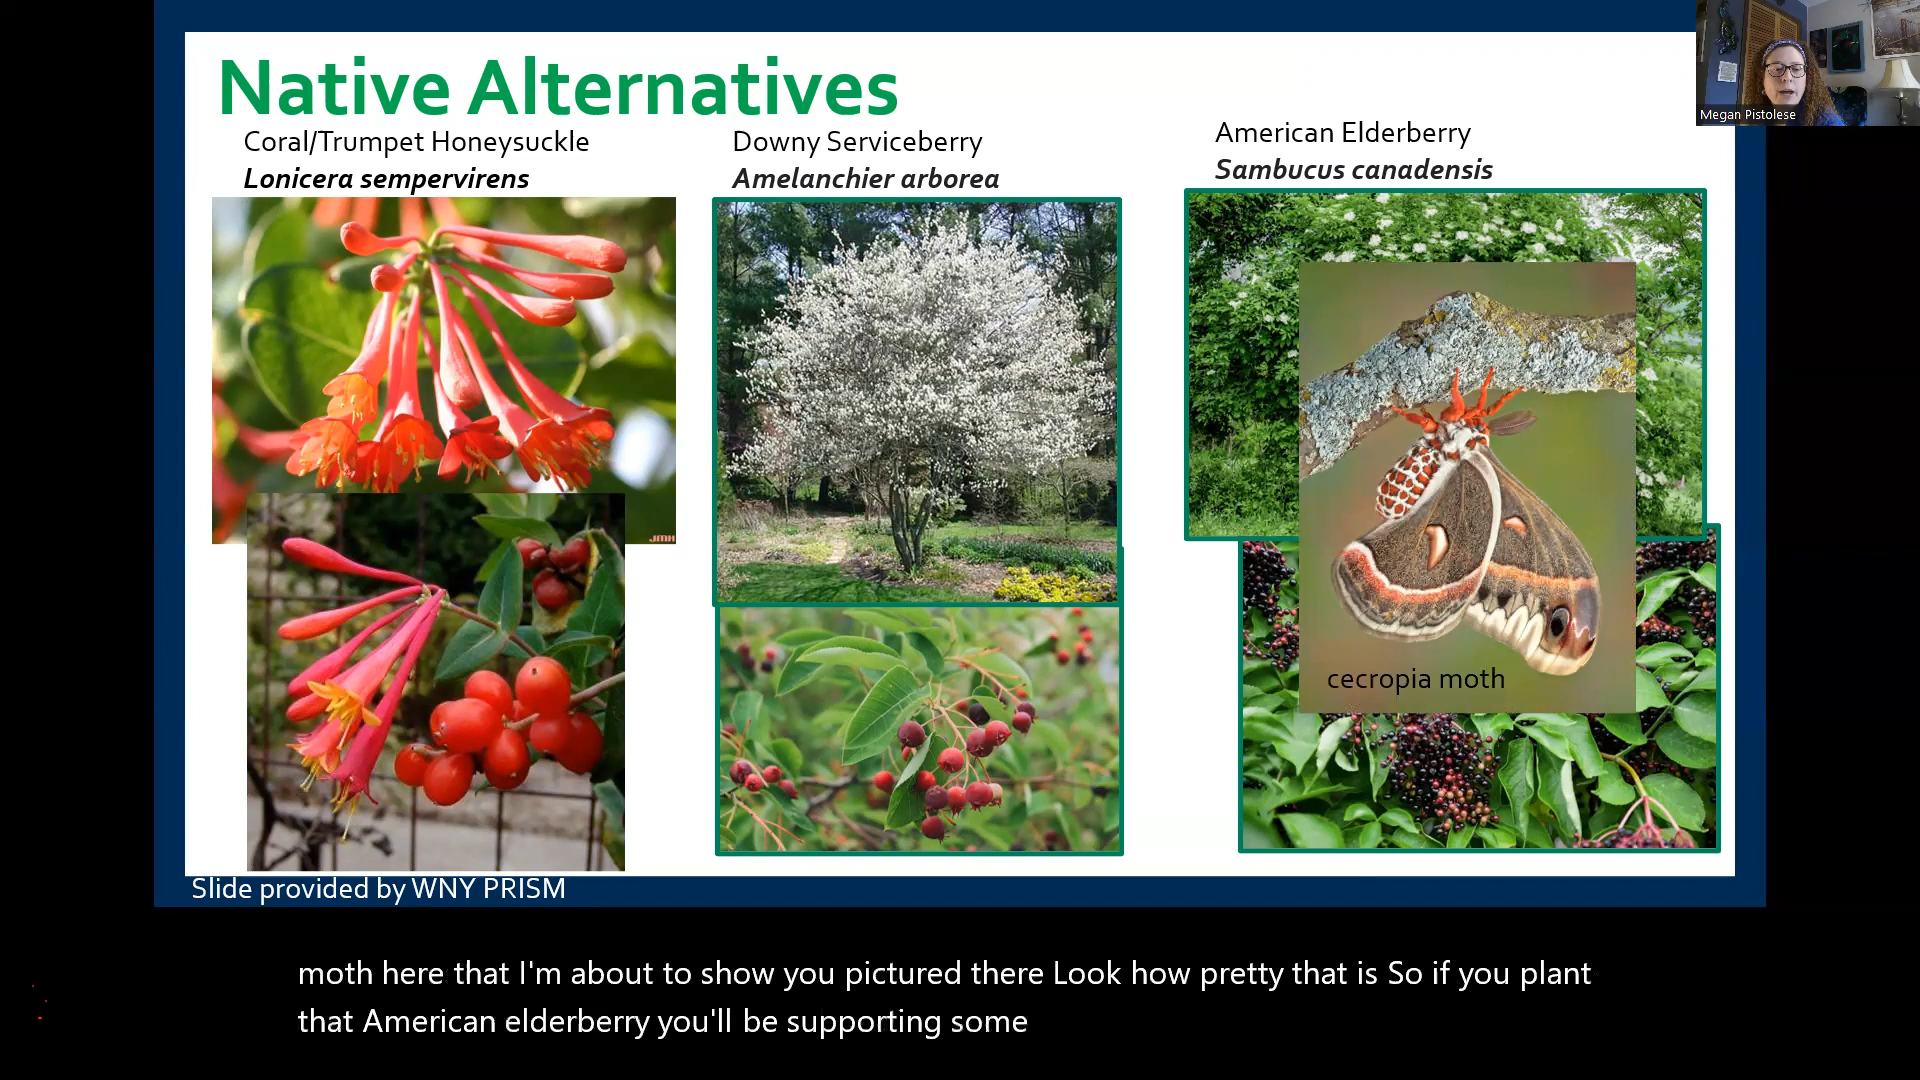 Native Alternatives
Coral/Trumpet Honeysuckle
Lonicera sempervirens
Downy Serviceberry
Amelanchier arborea
American Elderberry
Sambucus canadensis
Megan Pistolese
JMH
cecropia moth
Slide provided by WNY PRISM
moth here that I'm about to show you pictured there Look how pretty that is So if you plant
that American elderberry you'll be supporting some